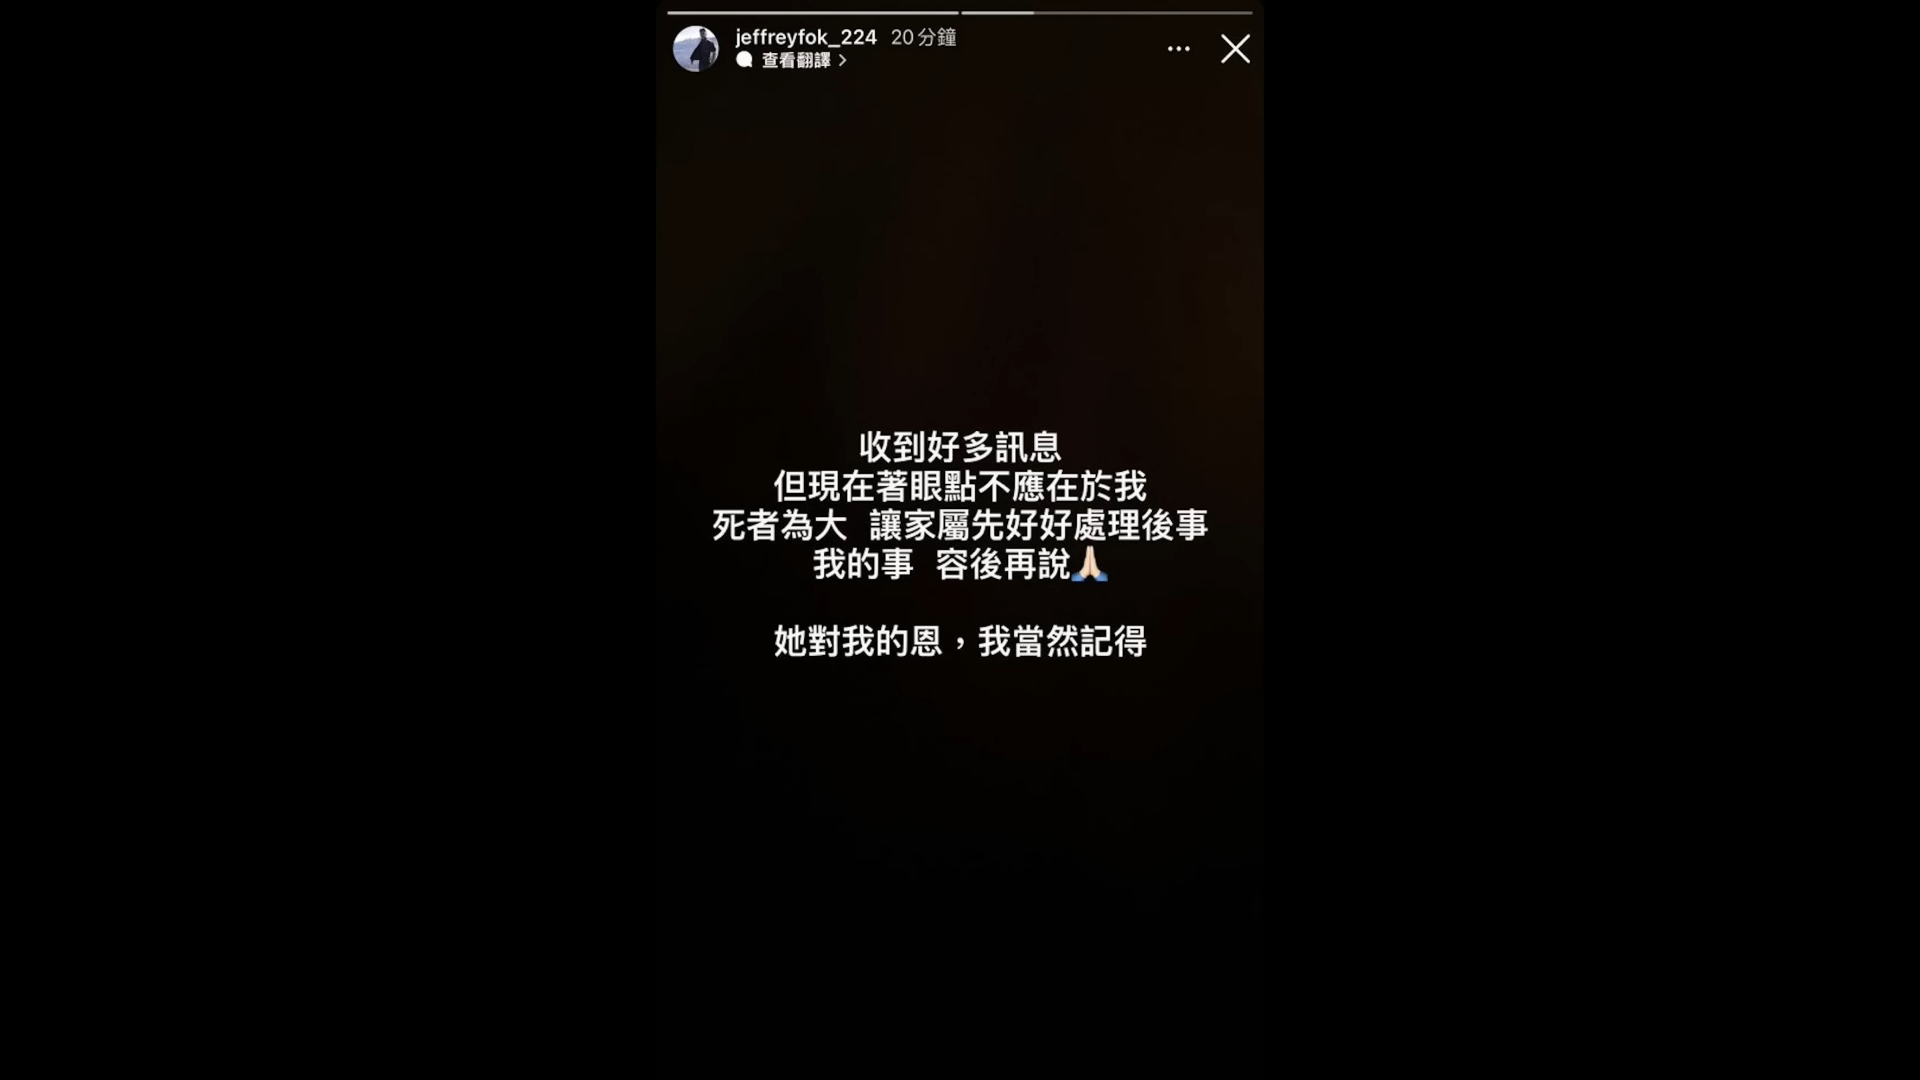 jeffreyfok_224 20分鐘
查看翻譯
收到好多訊息
但現在著眼點不應在於我
死者為大 讓家屬先好好處理後事
我的事 容後再說🙏🏻
她對我的恩，我當然記得